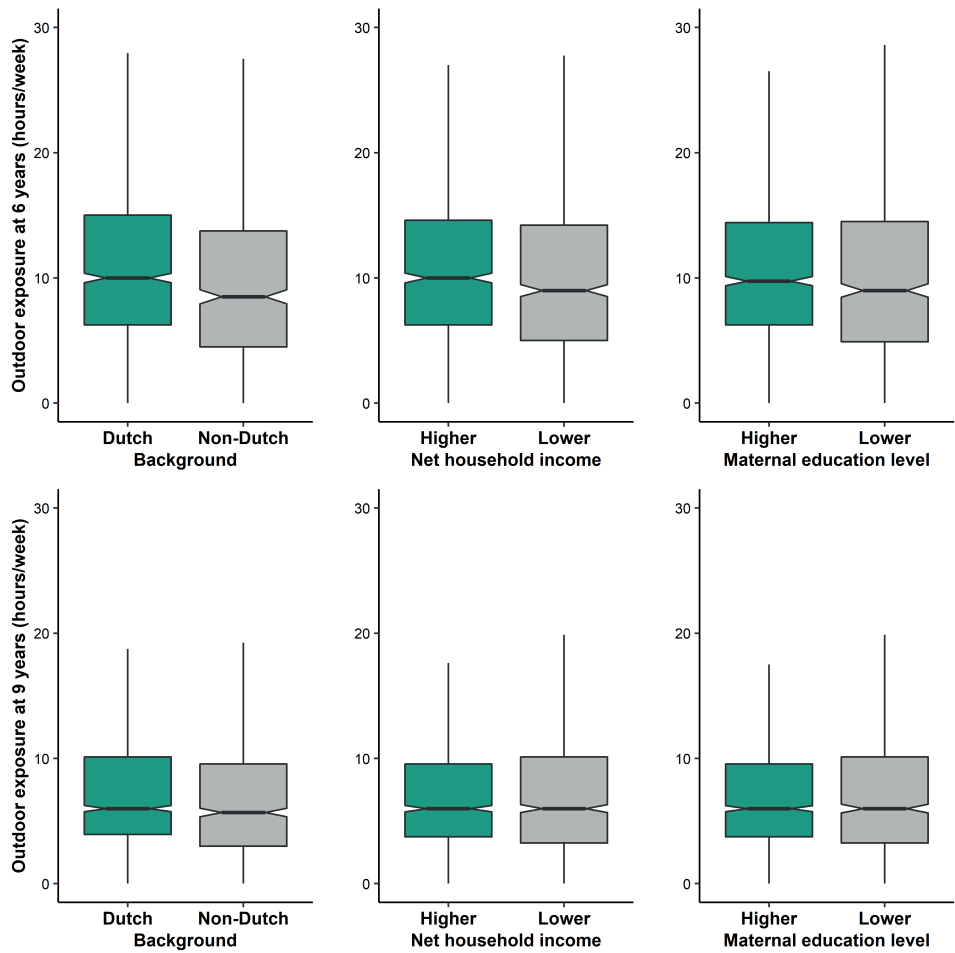 Outdoor exposure at 6 years (hours/week)
30
20
10
0
Dutch Non-Dutch
Background
30
20
10
0
Higher Lower
Net household income
30
20
10
0
Higher Lower
Maternal education level
Outdoor exposure at 9 years (hours/week)
30
20
10
0
Dutch Non-Dutch
Background
30
20
10
0
Higher Lower
Net household income
30
20
10
0
Higher Lower
Maternal education level